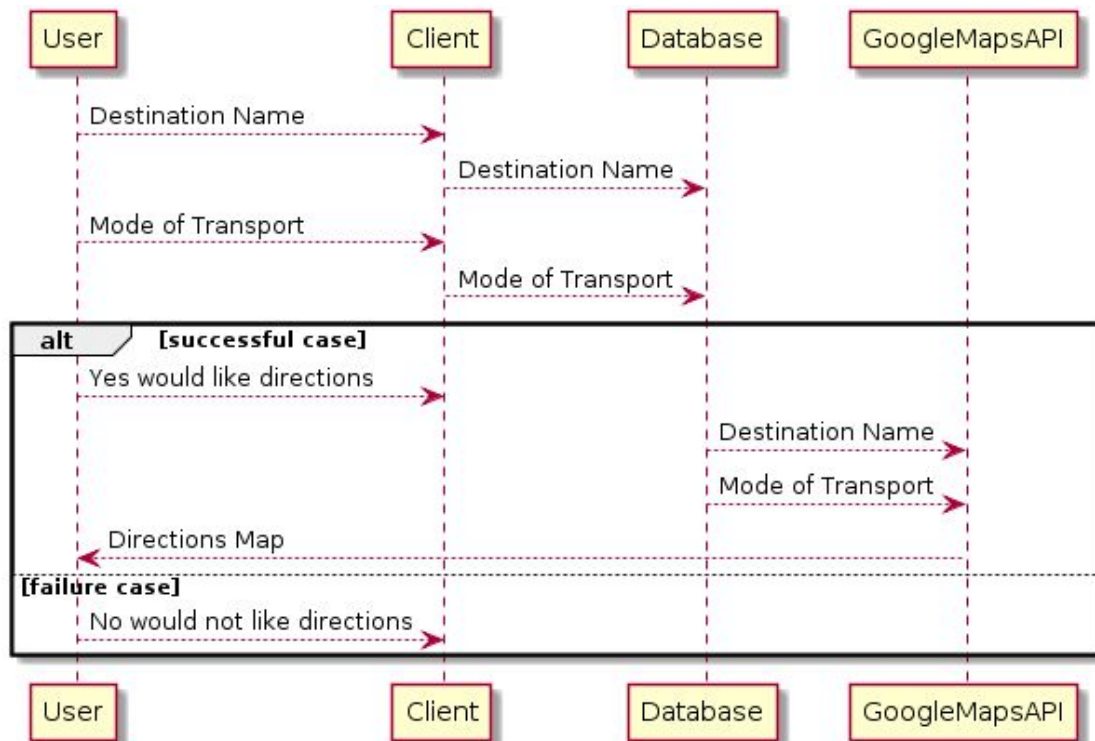 User Client Database GoogleMapsAPI
Destination Name
Destination Name
Mode of Transport
Mode of Transport
alt [successful case]
Yes would like directions
Destination Name
Mode of Transport
Directions Map
[failure case]
No would not like directions
User Client Database GoogleMapsAPI